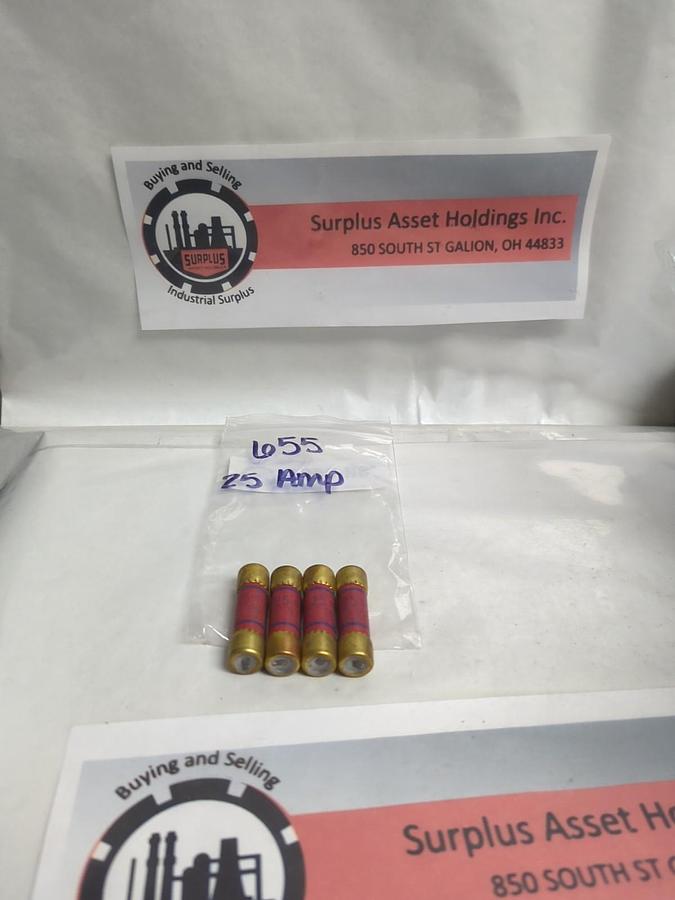 Buying and Selling
SURPLUS
Industrial Surplus
Surplus Asset Holdings Inc.
850 SOUTH ST GALION, OH 44833
655
25 Amp
Buying and Selling
Surplus Asset
850 SOUTH ST